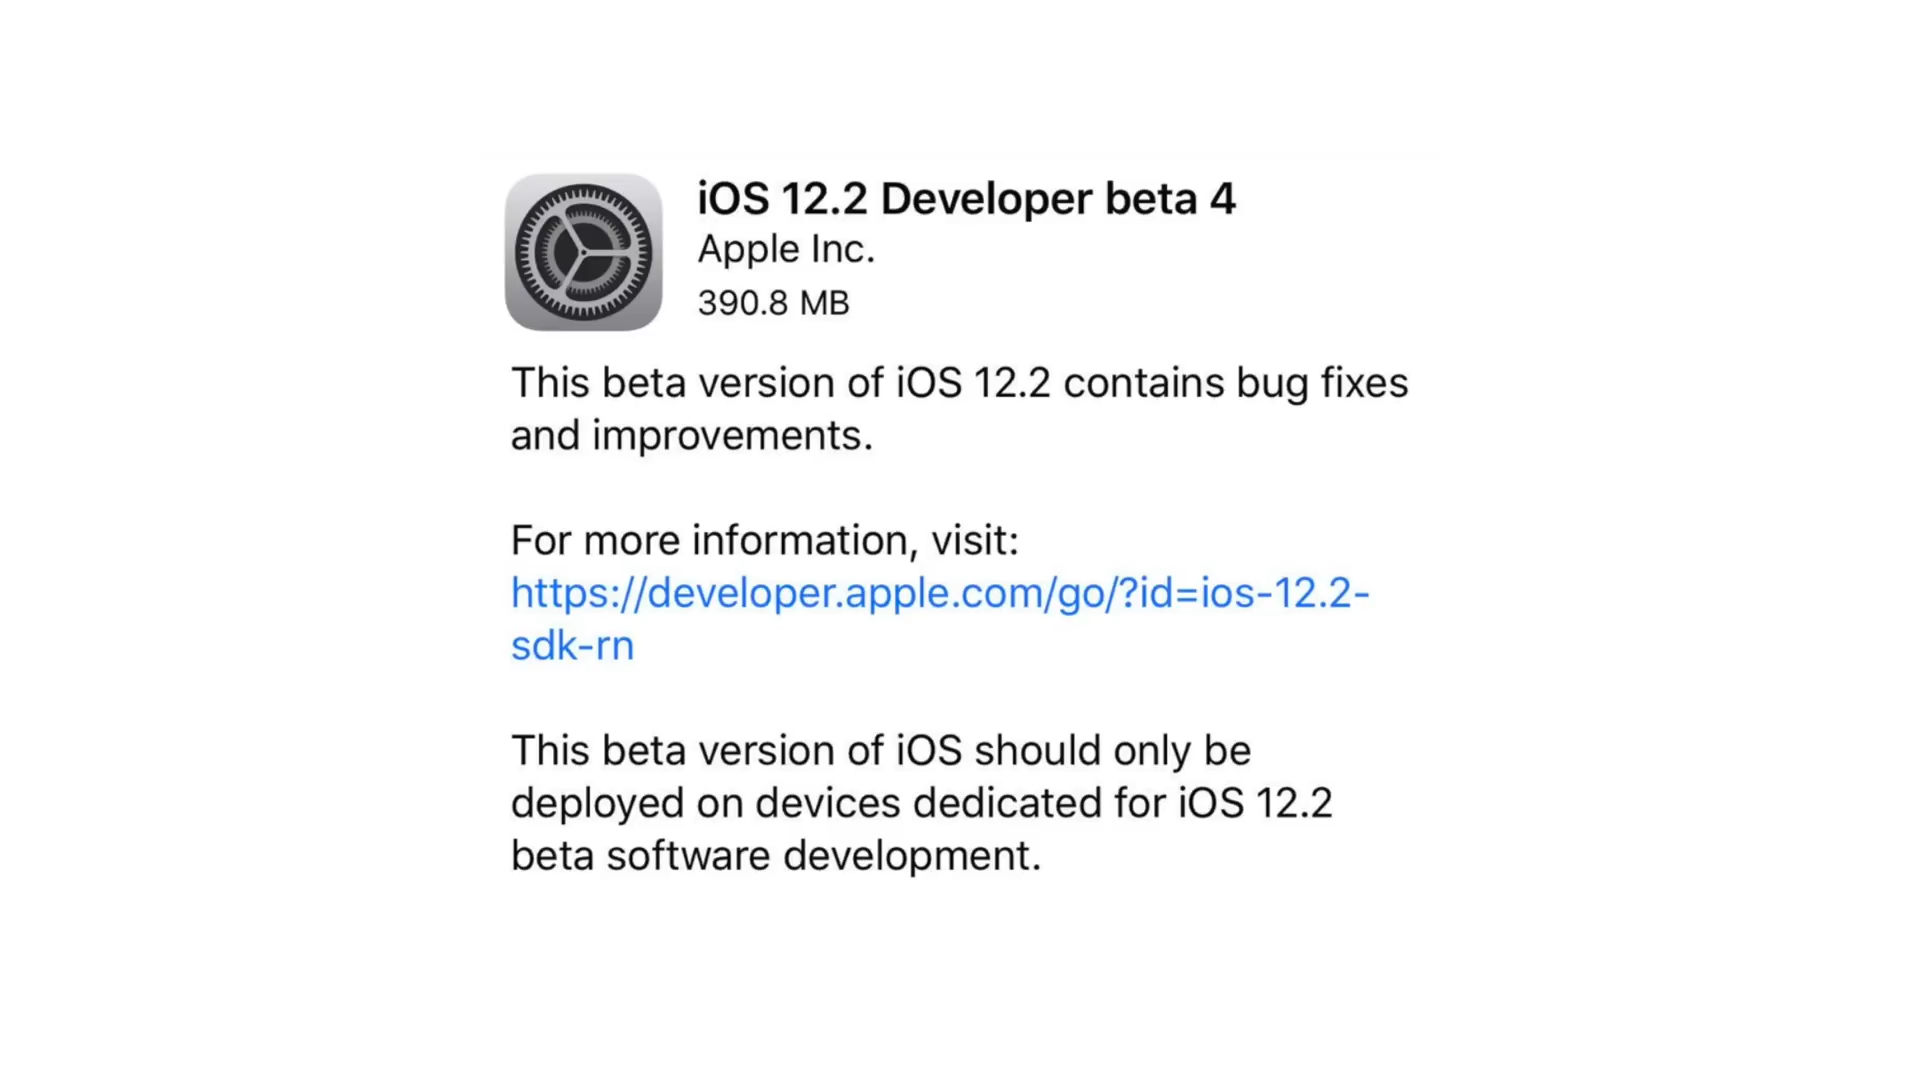 iOS 12.2 Developer beta 4
Apple Inc.
390.8 MB
This beta version of iOS 12.2 contains bug fixes
and improvements.
For more information, visit:
https://developer.apple.com/go/?id=ios-12.2-
sdk-rn
This beta version of iOS should only be
deployed on devices dedicated for iOS 12.2
beta software development.